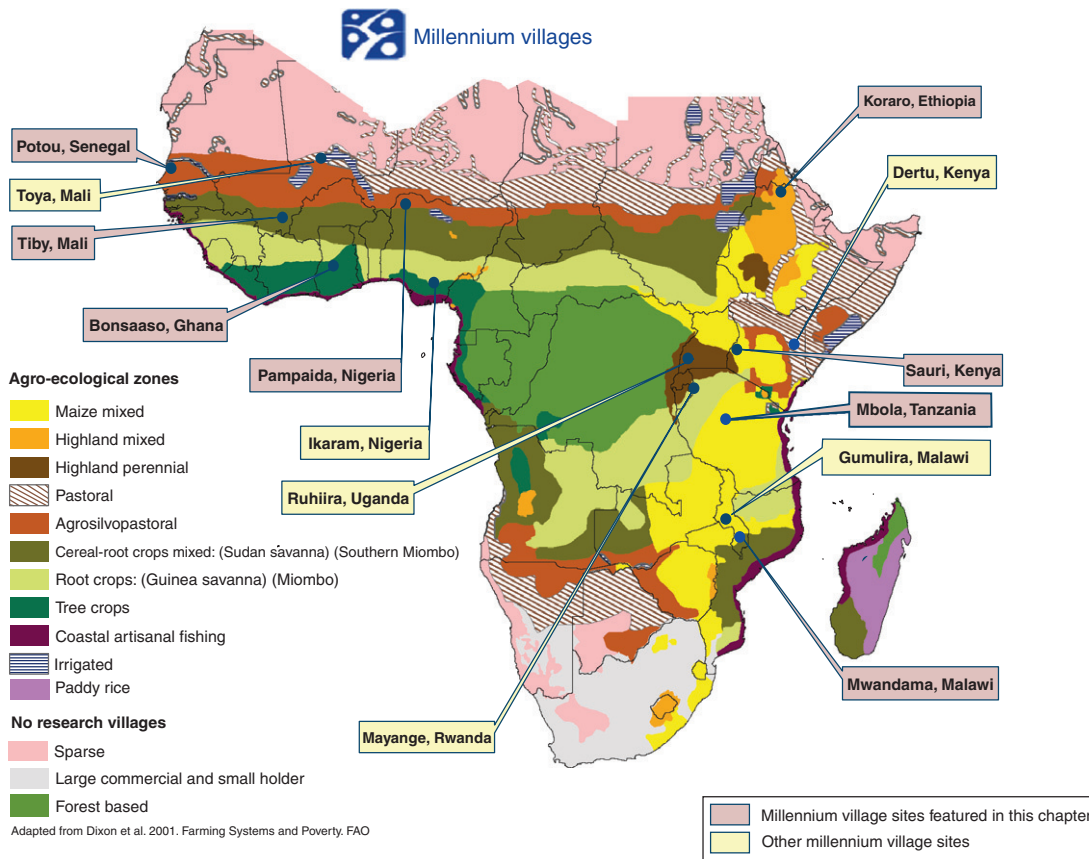 Millennium villages
Koraro, Ethiopia
Potou, Senegal
Dertu, Kenya
Toya, Mali
Tiby, Mali
Bonsaaso, Ghana
Sauri, Kenya
Pampaida, Nigeria
Mbola, Tanzania
Ikaram, Nigeria
Gumulira, Malawi
Ruhiira, Uganda
Mwandama, Malawi
Mayange, Rwanda
Agro-ecological zones
Maize mixed
Highland mixed
Highland perennial
Pastoral
Agrosilvopastoral
Cereal-root crops mixed: (Sudan savanna) (Southern Miombo)
Root crops: (Guinea savanna) (Miombo)
Tree crops
Coastal artisanal fishing
Irrigated
Paddy rice
No research villages
Sparse
Large commercial and small holder
Forest based
Adapted from Dixon et al. 2001. Farming Systems and Poverty. FAO
Millennium village sites featured in this chapter
Other millennium village sites